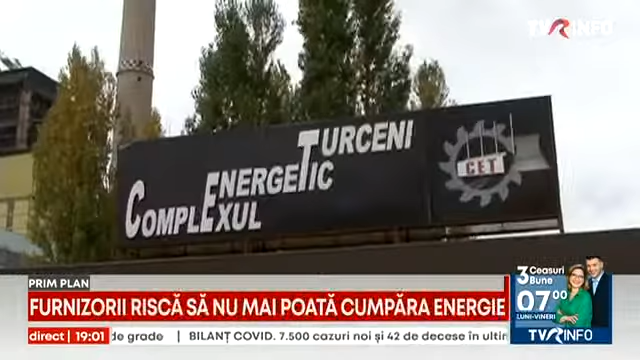 TVR INFO
COMPLEXUL ENERGETIC TURCENI
CET
PRIM PLAN
FURNIZORII RISCĂ SĂ NU MAI POATĂ CUMPĂRA ENERGIE
3 Ceasuri Bune
07 00
LUNI-VINERI
TVR INFO
direct | 19:01 de grade | BILANȚ COVID. 7.500 cazuri noi și 42 de decese în ultim